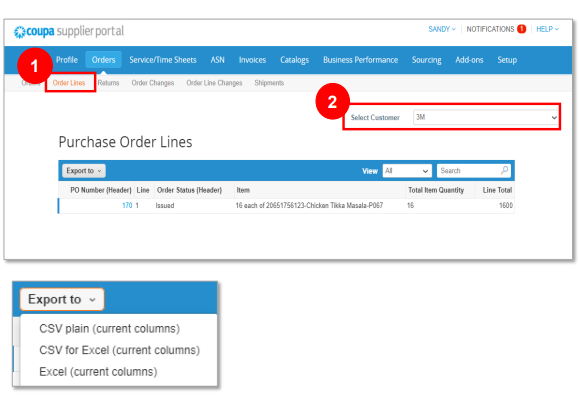 coupa supplier portal
SANDY NOTIFICATIONS 1 HELP
1
Profile Orders Service/Time Sheets ASN Invoices Catalogs Business Performance Sourcing Add-ons Setup
Order Lines Returns Order Changes Order Line Changes Shipments
2
Select Customer 3M
Purchase Order Lines
Export to View All Search
PO Number (Header) Line Order Status (Header) Item Total Item Quantity Line Total
170 1 Issued 16 each of 20651756123-Chicken Tikka Masala-P067 16 1600
Export to
CSV plain (current columns)
CSV for Excel (current columns)
Excel (current columns)